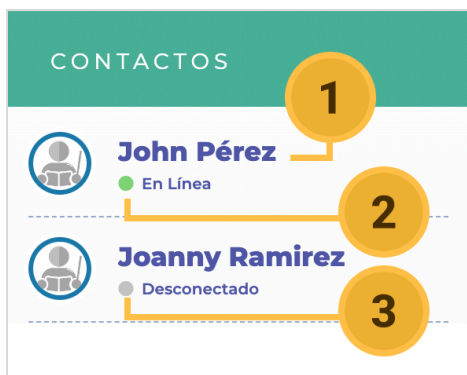 CONTACTOS
1
John Pérez
En Línea
2
Joanny Ramirez
Desconectado
3